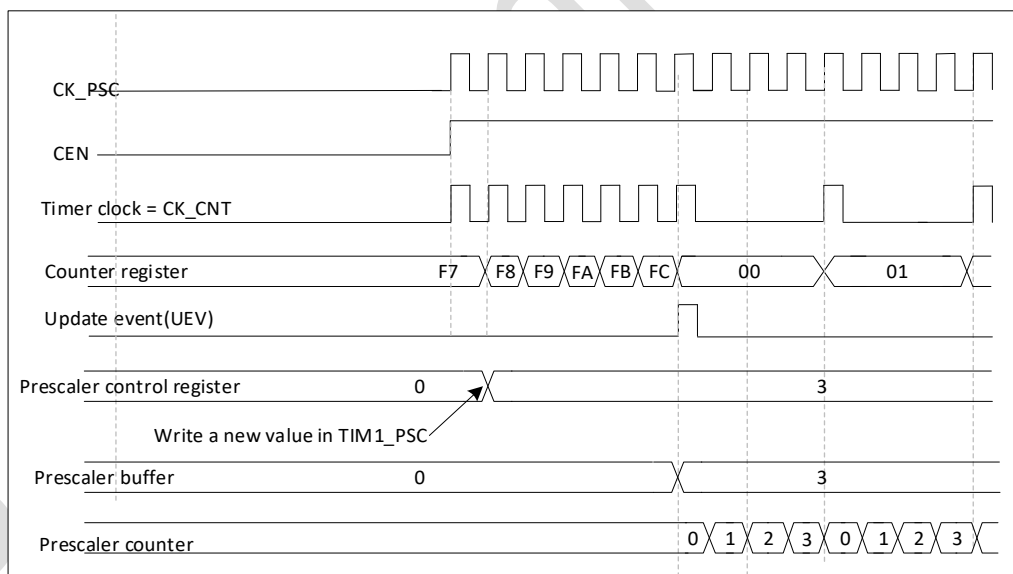 CK_PSC
CEN
Timer clock = CK_CNT
Counter register F7 F8 F9 FA FB FC 00 01
Update event(UEV)
Prescaler control register 0 3
Write a new value in TIM1_PSC
Prescaler buffer 0 3
Prescaler counter 0 1 2 3 0 1 2 3